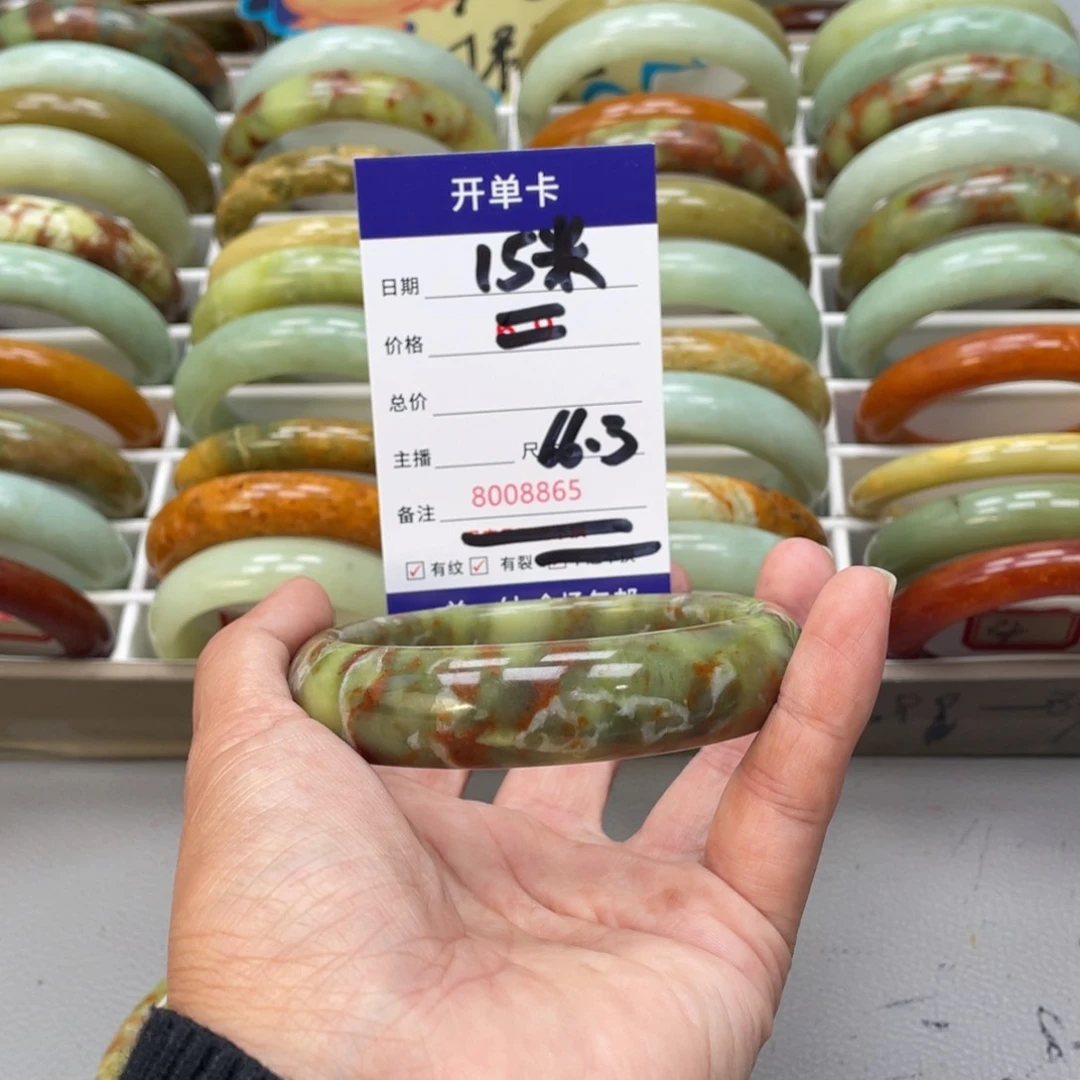 开单卡
日期 15米
价格
总价
主播 尺 16.3
8008865
备注
有纹 有裂